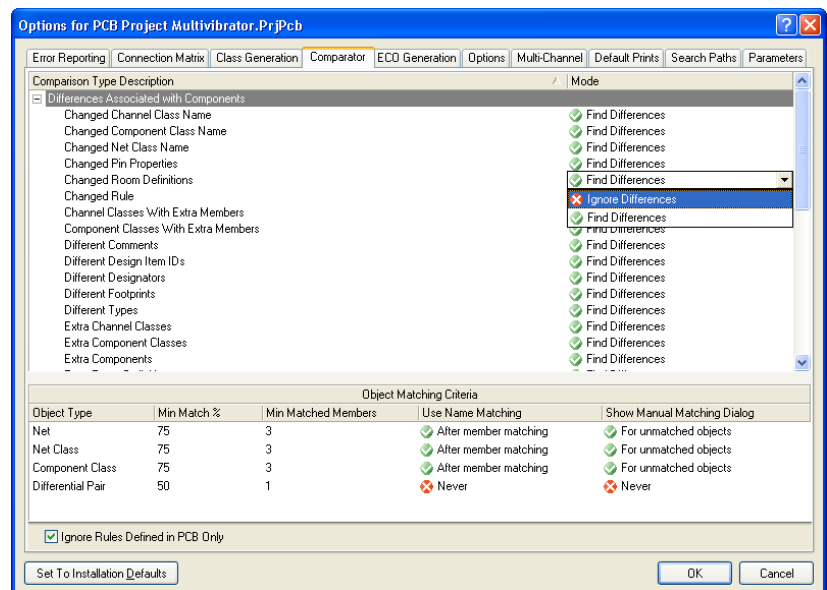 Options for PCB Project Multivibrator.PrjPcb
Error Reporting Connection Matrix Class Generation Comparator ECO Generation Options Multi-Channel Default Prints Search Paths Parameters
Comparison Type Description Mode
Differences Associated with Components
Changed Channel Class Name Find Differences
Changed Component Class Name Find Differences
Changed Net Class Name Find Differences
Changed Pin Properties Find Differences
Changed Room Definitions Find Differences
Changed Rule Ignore Differences
Channel Classes With Extra Members Find Differences
Component Classes With Extra Members Find Differences
Different Comments Find Differences
Different Design Item IDs Find Differences
Different Designators Find Differences
Different Footprints Find Differences
Different Types Find Differences
Extra Channel Classes Find Differences
Extra Component Classes Find Differences
Extra Components Find Differences
Object Matching Criteria
Object Type Min Match % Min Matched Members Use Name Matching Show Manual Matching Dialog
Net 75 3 After member matching For unmatched objects
Net Class 75 3 After member matching For unmatched objects
Component Class 75 3 After member matching For unmatched objects
Differential Pair 50 1 Never Never
Ignore Rules Defined in PCB Only
Set To Installation Defaults OK Cancel